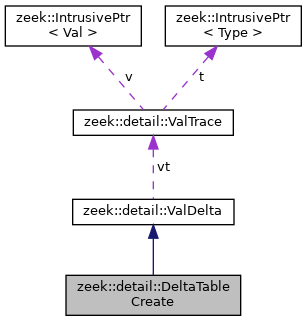 zeek::IntrusivePtr
< Val >
zeek::IntrusivePtr
< Type >
v
t
zeek::detail::ValTrace
vt
zeek::detail::ValDelta
zeek::detail::DeltaTable
Create